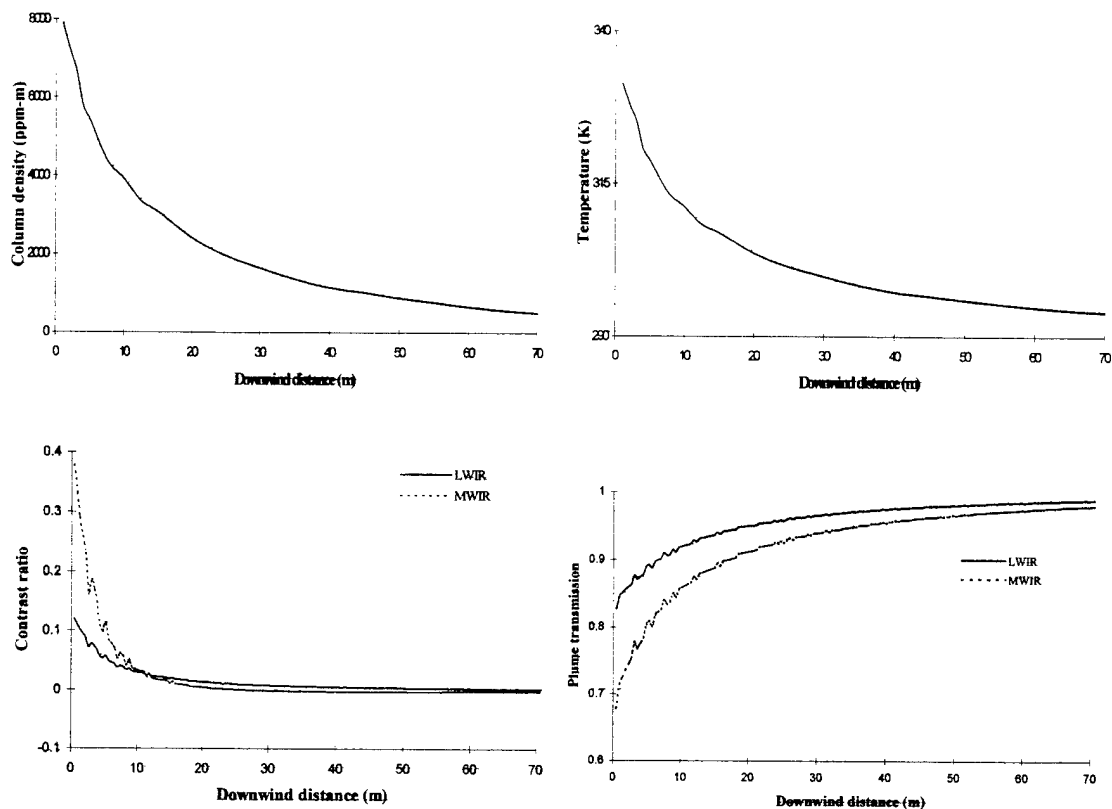 8000
6000
4000
2000
0
Column density (ppm-m)
0 10 20 30 40 50 60 70
Downwind distance (m)
340
315
290
Temperature (K)
0 10 20 30 40 50 60 70
Downwind distance (m)
0.4
0.3
0.2
0.1
0
-0.1
Contrast ratio
LWIR
MWIR
0 10 20 30 40 50 60 70
Downwind distance (m)
1
0.9
0.8
0.7
0.6
Plume transmission
LWIR
MWIR
0 10 20 30 40 50 60 70
Downwind distance (m)